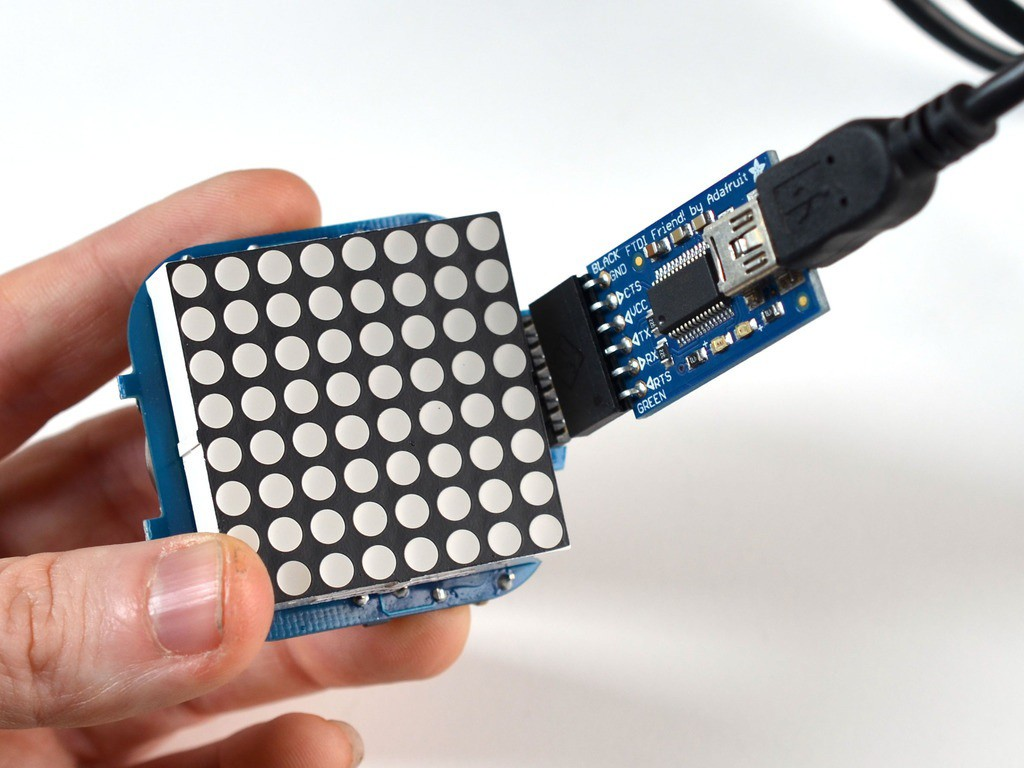 BLACK FTDI Friend! by Adafruit
GND
CTS
VCC
TX
RX
RTS
GREEN